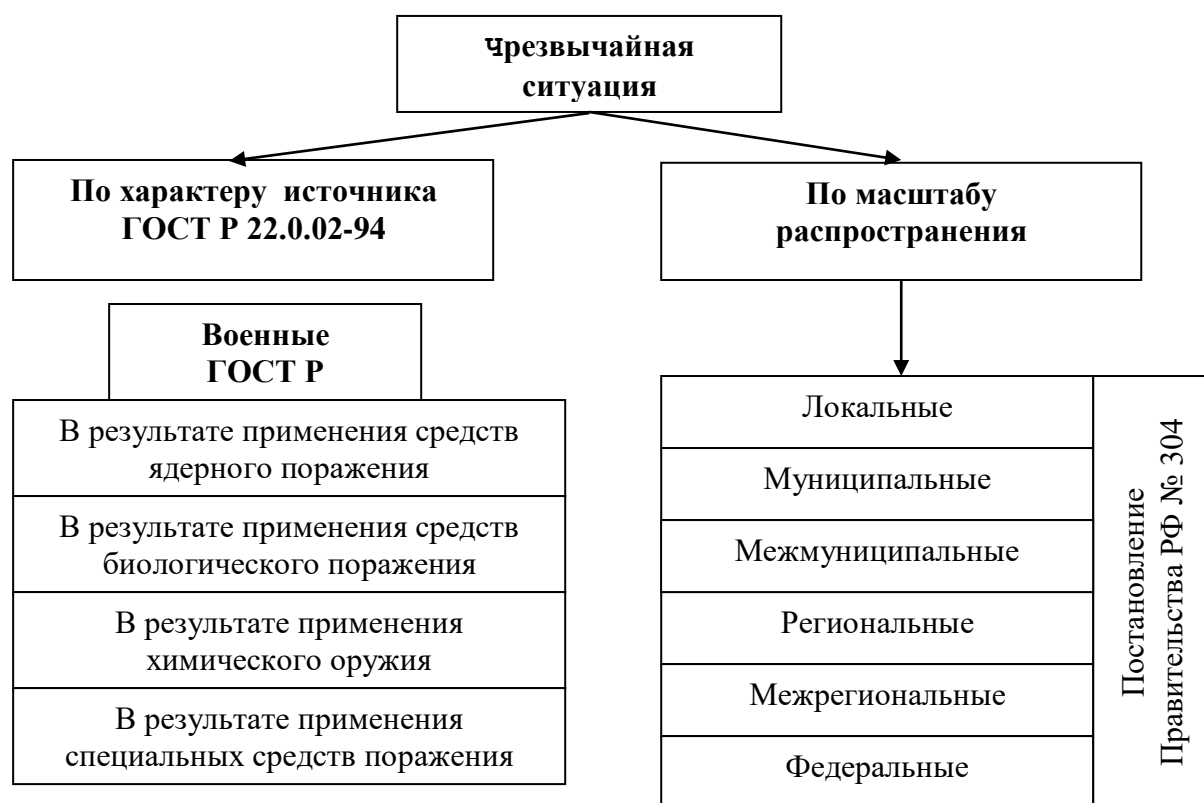 Чрезвычайная
ситуация
По характеру источника
ГОСТ Р 22.0.02-94
По масштабу
распространения
Военные
ГОСТ Р
В результате применения средств
ядерного поражения
В результате применения средств
биологического поражения
В результате применения
химического оружия
В результате применения
специальных средств поражения
Локальные
Муниципальные
Межмуниципальные
Региональные
Межрегиональные
Федеральные
Постановление
Правительства РФ № 304